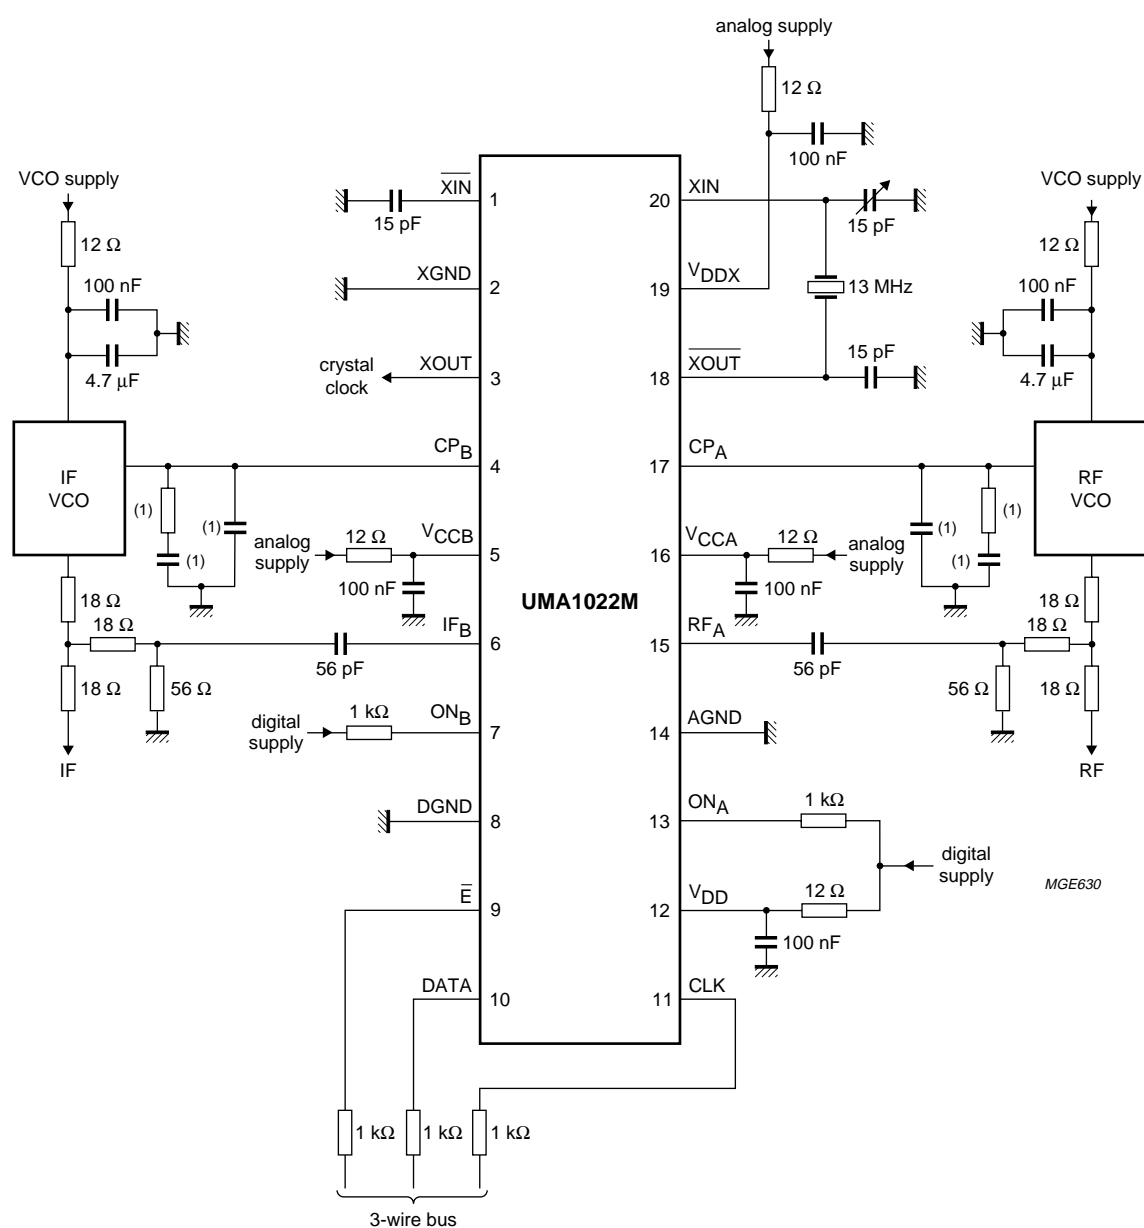 analog supply
12 Ω
100 nF
VCO supply
12 Ω
100 nF
4.7 µF
XIN
1
15 pF
XGND
2
crystal
clock
XOUT
3
IF
VCO
CPB
4
(1)
(1)
(1)
analog
supply
12 Ω
VCCB
5
100 nF
18 Ω
18 Ω
IFB
6
56 pF
18 Ω
56 Ω
IF
digital
supply
1 kΩ
ONB
7
DGND
8
E
9
DATA
10
UMA1022M
XIN
20
15 pF
VDDX
19
13 MHz
XOUT
18
15 pF
VCO supply
12 Ω
100 nF
4.7 µF
CPA
17
RF
VCO
(1)
(1)
(1)
VCCA
16
12 Ω
analog
supply
100 nF
18 Ω
RFA
15
56 pF
18 Ω
56 Ω
18 Ω
RF
AGND
14
ONA
13
1 kΩ
digital
supply
VDD
12
12 Ω
100 nF
CLK
11
MGE630
1 kΩ
1 kΩ
1 kΩ
3-wire bus